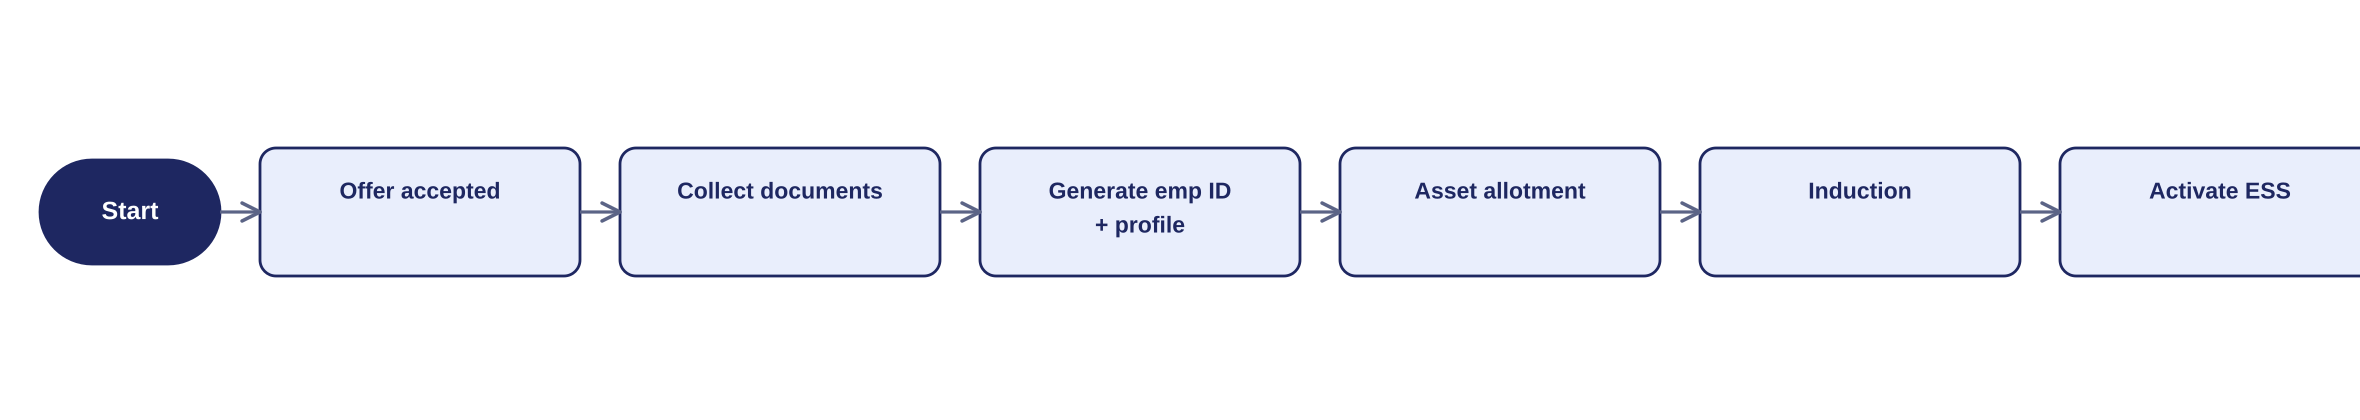 Start
Offer accepted
Collect documents
Generate emp ID
+ profile
Asset allotment
Induction
Activate ESS